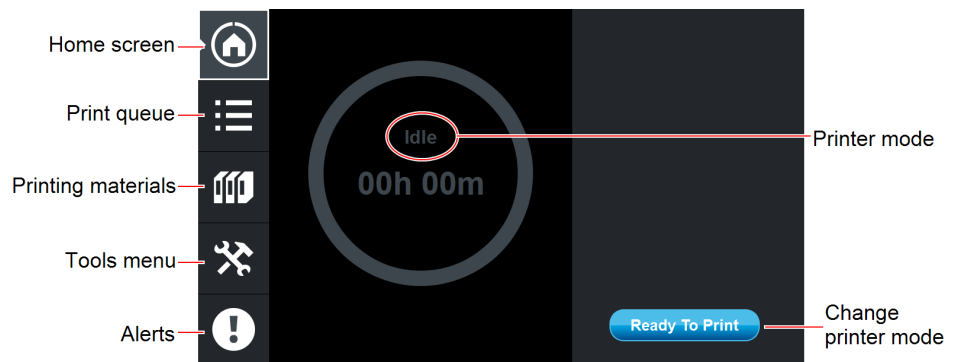 Home screen
Print queue
Printing materials
Tools menu
Alerts
Idle
00h 00m
Ready To Print
Printer mode
Change
printer mode